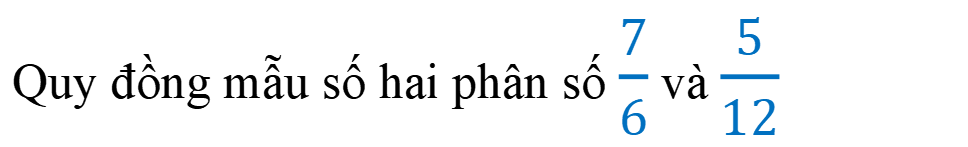 Quy đồng mẫu số hai phân số 7/6 và 5/12